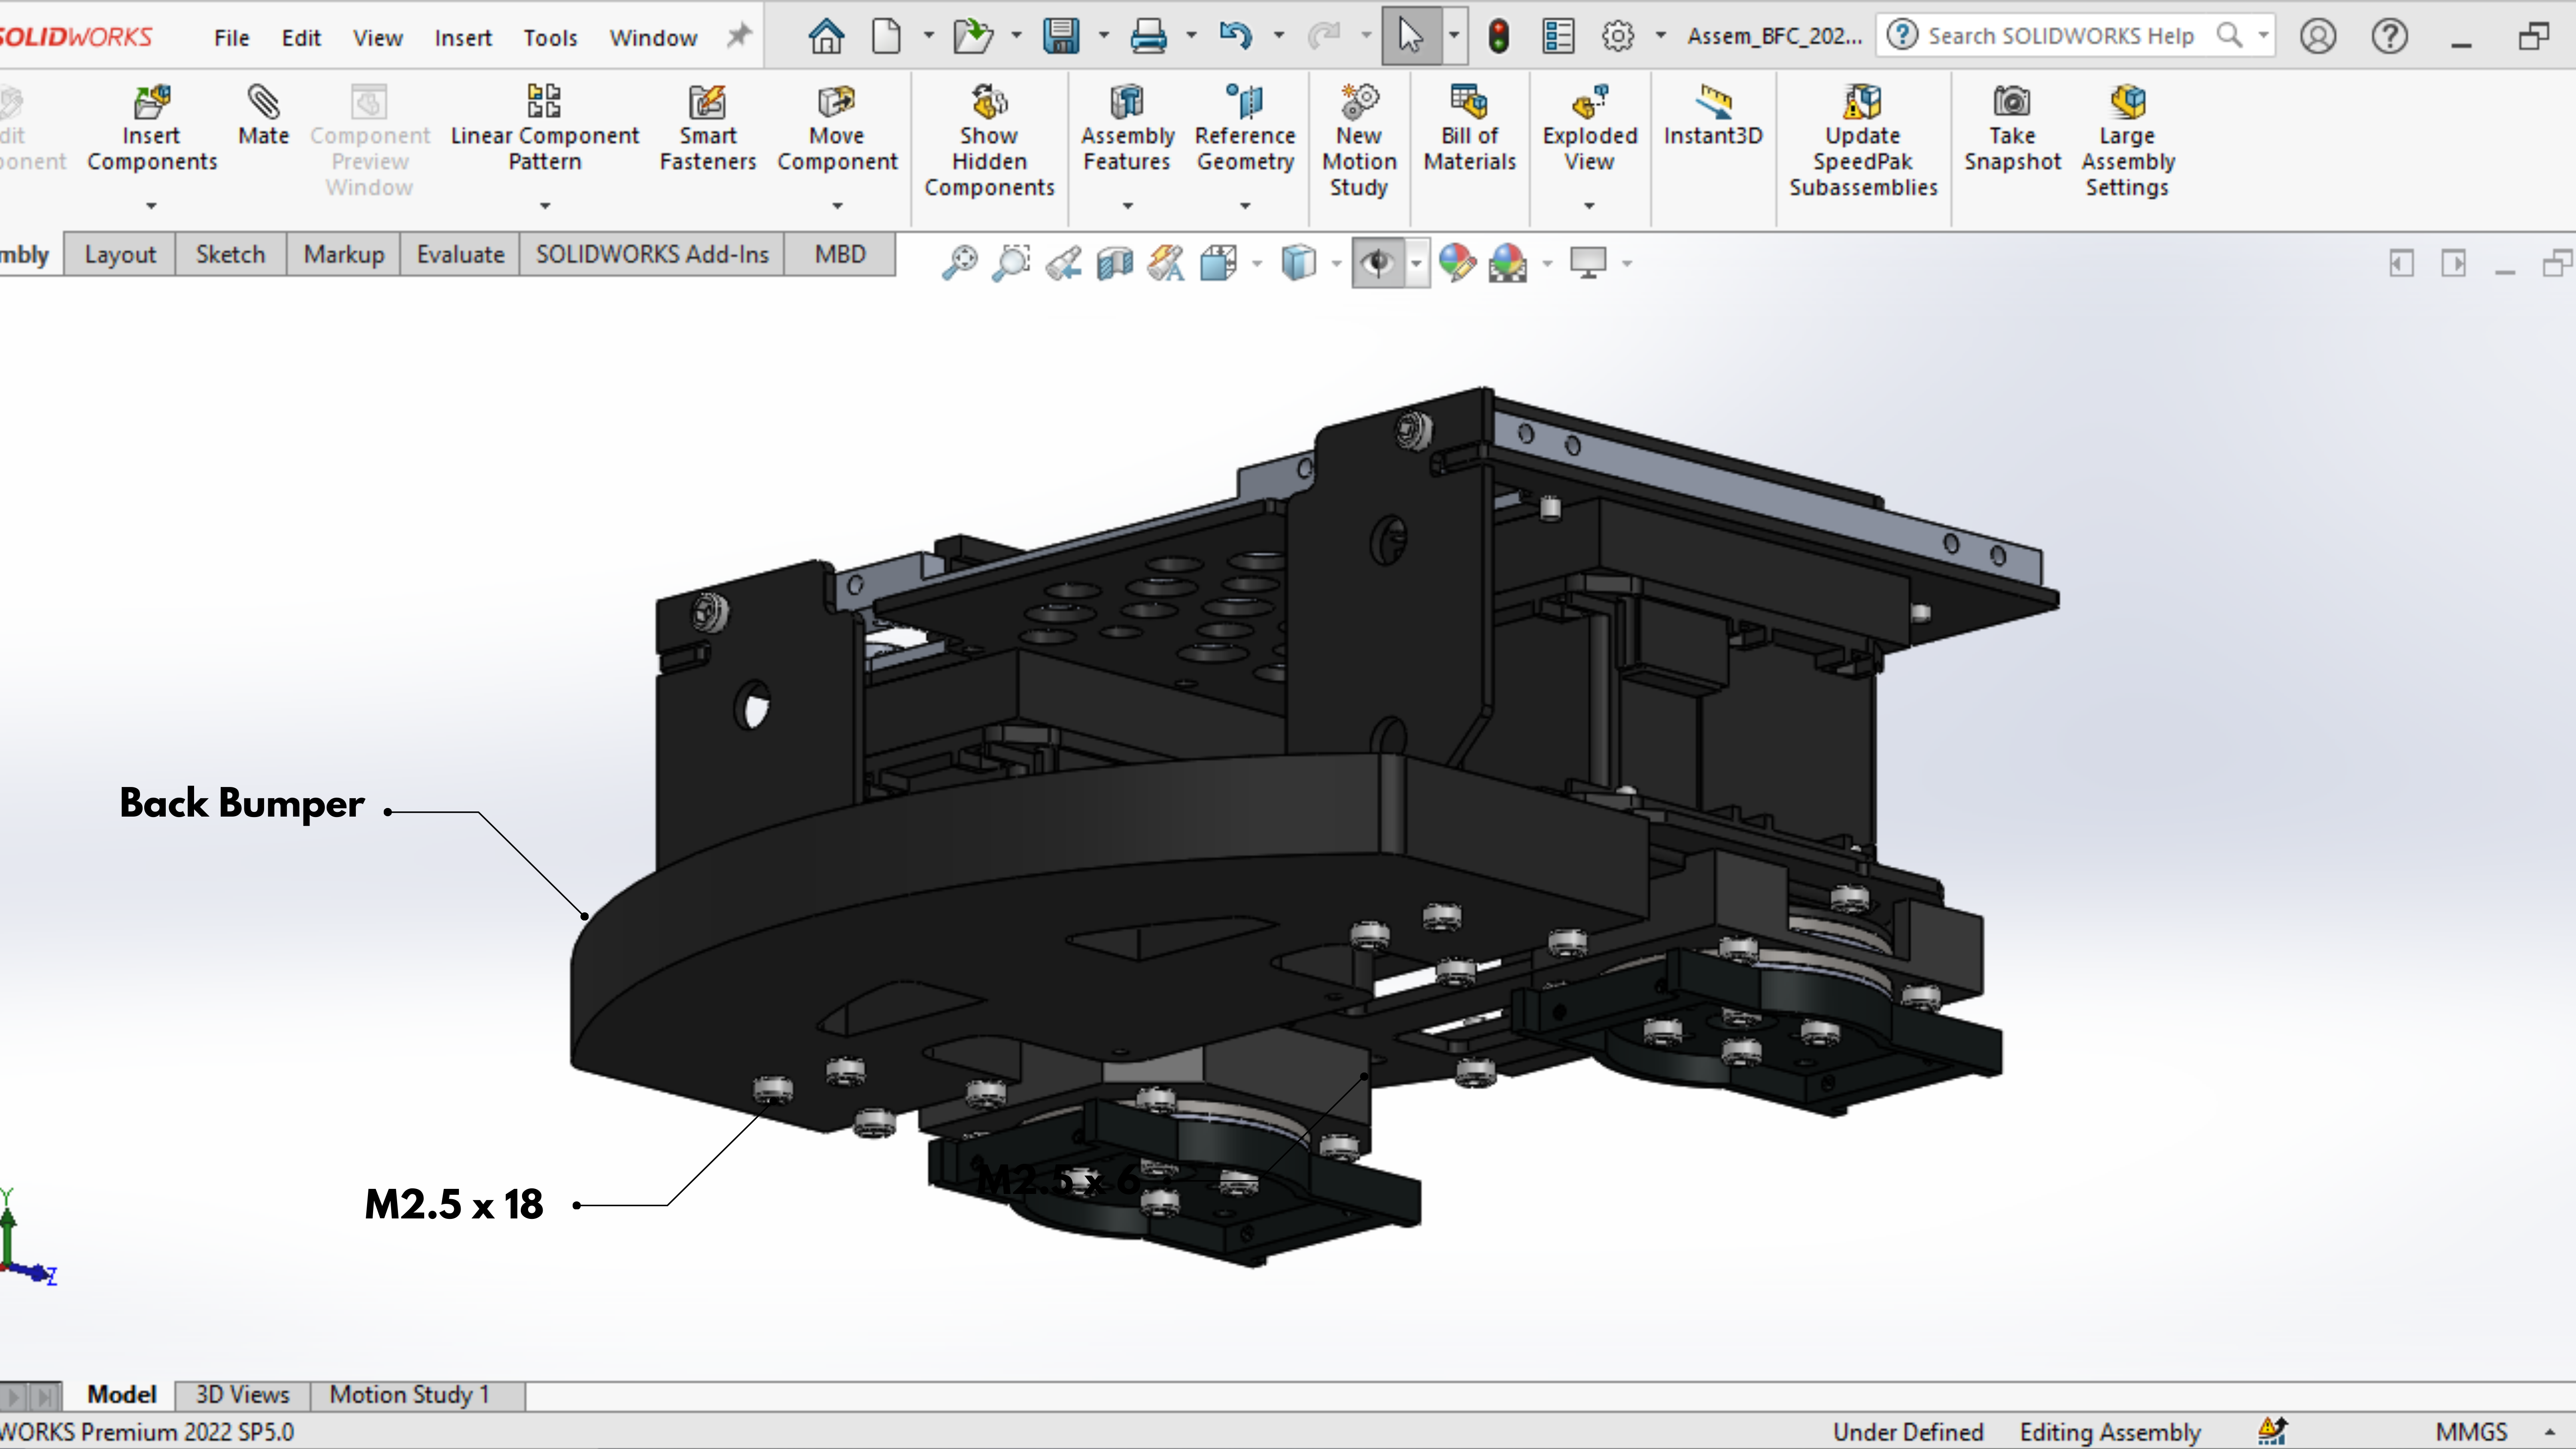 SOLIDWORKS File Edit View Insert Tools Window Assem_BFC_202... Search SOLIDWORKS Help
dit
ponent
Insert
Components
Mate
Component
Preview
Window
Linear Component
Pattern
Smart
Fasteners
Move
Component
Show
Hidden
Components
Assembly
Features
Reference
Geometry
New
Motion
Study
Bill of
Materials
Exploded
View
Instant3D
Update
SpeedPak
Subassemblies
Take
Snapshot
Large
Assembly
Settings
mbly Layout Sketch Markup Evaluate SOLIDWORKS Add-Ins MBD
Back Bumper
M2.5 x 6
M2.5 x 18
Y
Z
Model 3D Views Motion Study 1
WORKS Premium 2022 SP5.0 Under Defined Editing Assembly MMGS